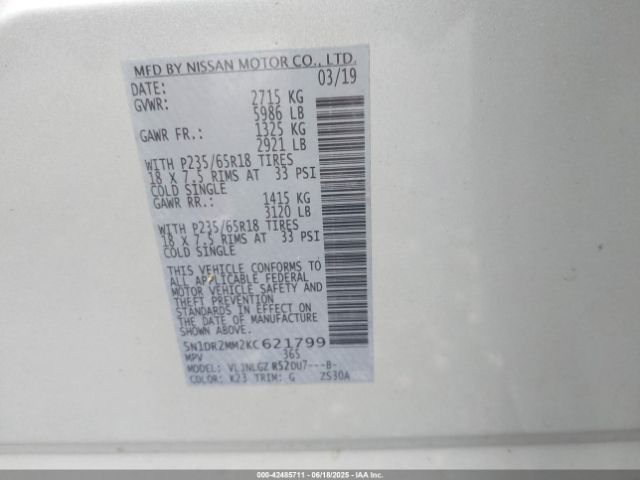 MFD BY NISSAN MOTOR CO., LTD.
DATE: 03/19
GVWR: 2715 KG
5986 LB
GAWR FR.: 1325 KG
2921 LB
WITH P235/65R18 TIRES
18 X 7.5 RIMS AT 33 PSI
COLD SINGLE
GAWR RR.: 1415 KG
3120 LB
WITH P235/65R18 TIRES
18 X 7.5 RIMS AT 33 PSI
COLD SINGLE
THIS VEHICLE CONFORMS TO
ALL APPLICABLE FEDERAL
MOTOR VEHICLE SAFETY AND
THEFT PREVENTION
STANDARDS IN EFFECT ON
THE DATE OF MANUFACTURE
SHOWN ABOVE.
5N1DR2MM2KC621799
MPV 365
MODEL: VLJNLGZ R52DU7---B-
COLOR: K23 TRIM: G ZS30A
000-42485711 - 06/18/2025 - IAAI, Inc.